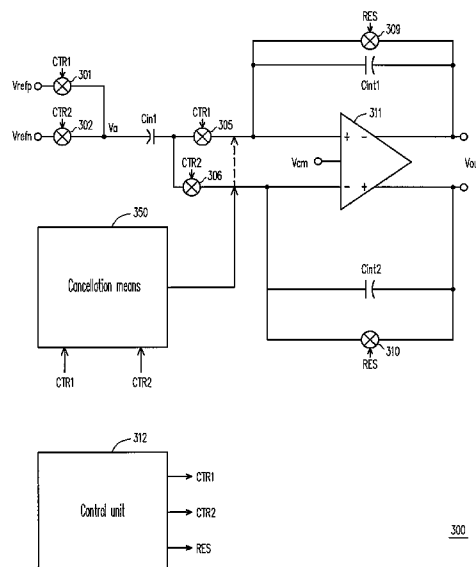 RES
309
Cint1
CTR1
301
Vrefp
CTR2
302
Vrefn
Va
Cin1
CTR1
305
CTR2
306
311
+ -
- +
Vcm
350
Cancellation means
CTR1
CTR2
Cint2
310
RES
312
Control unit
CTR1
CTR2
RES
300